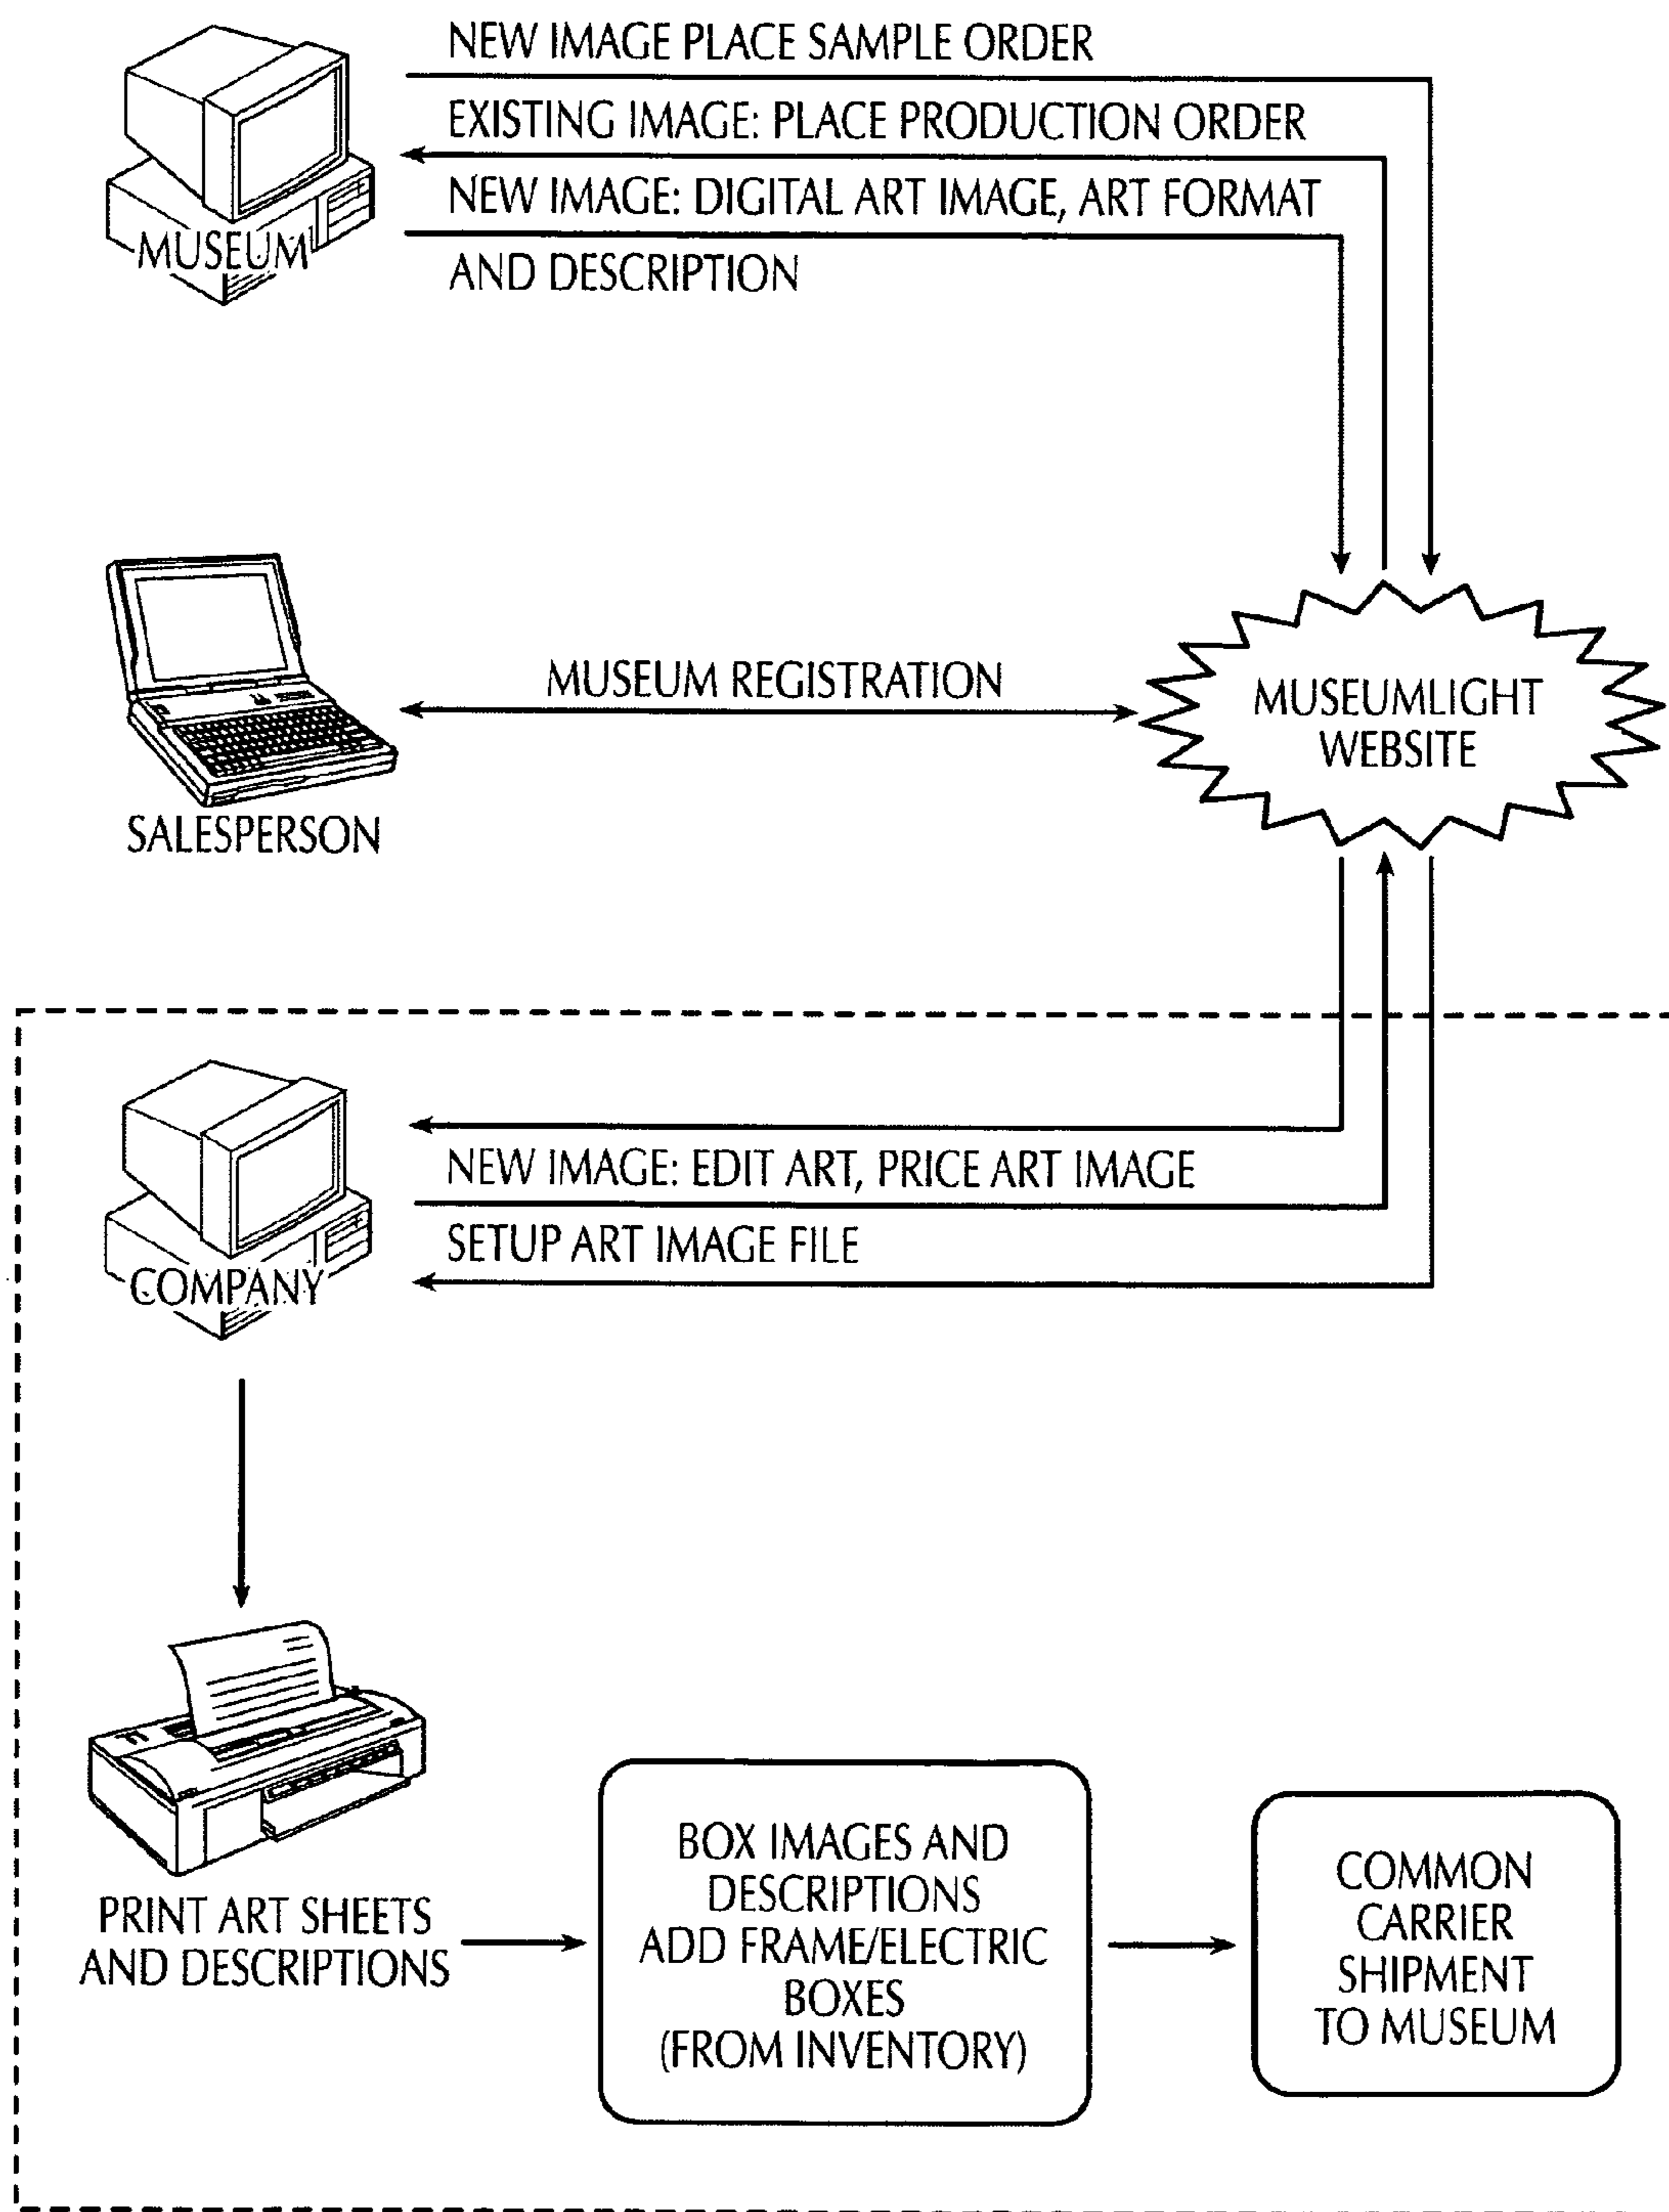 NEW IMAGE PLACE SAMPLE ORDER
EXISTING IMAGE: PLACE PRODUCTION ORDER
NEW IMAGE: DIGITAL ART IMAGE, ART FORMAT
AND DESCRIPTION
MUSEUM
MUSEUM REGISTRATION
MUSEUMLIGHT
WEBSITE
SALESPERSON
NEW IMAGE: EDIT ART, PRICE ART IMAGE
SETUP ART IMAGE FILE
COMPANY
PRINT ART SHEETS
AND DESCRIPTIONS
BOX IMAGES AND
DESCRIPTIONS
ADD FRAME/ELECTRIC
BOXES
(FROM INVENTORY)
COMMON
CARRIER
SHIPMENT
TO MUSEUM